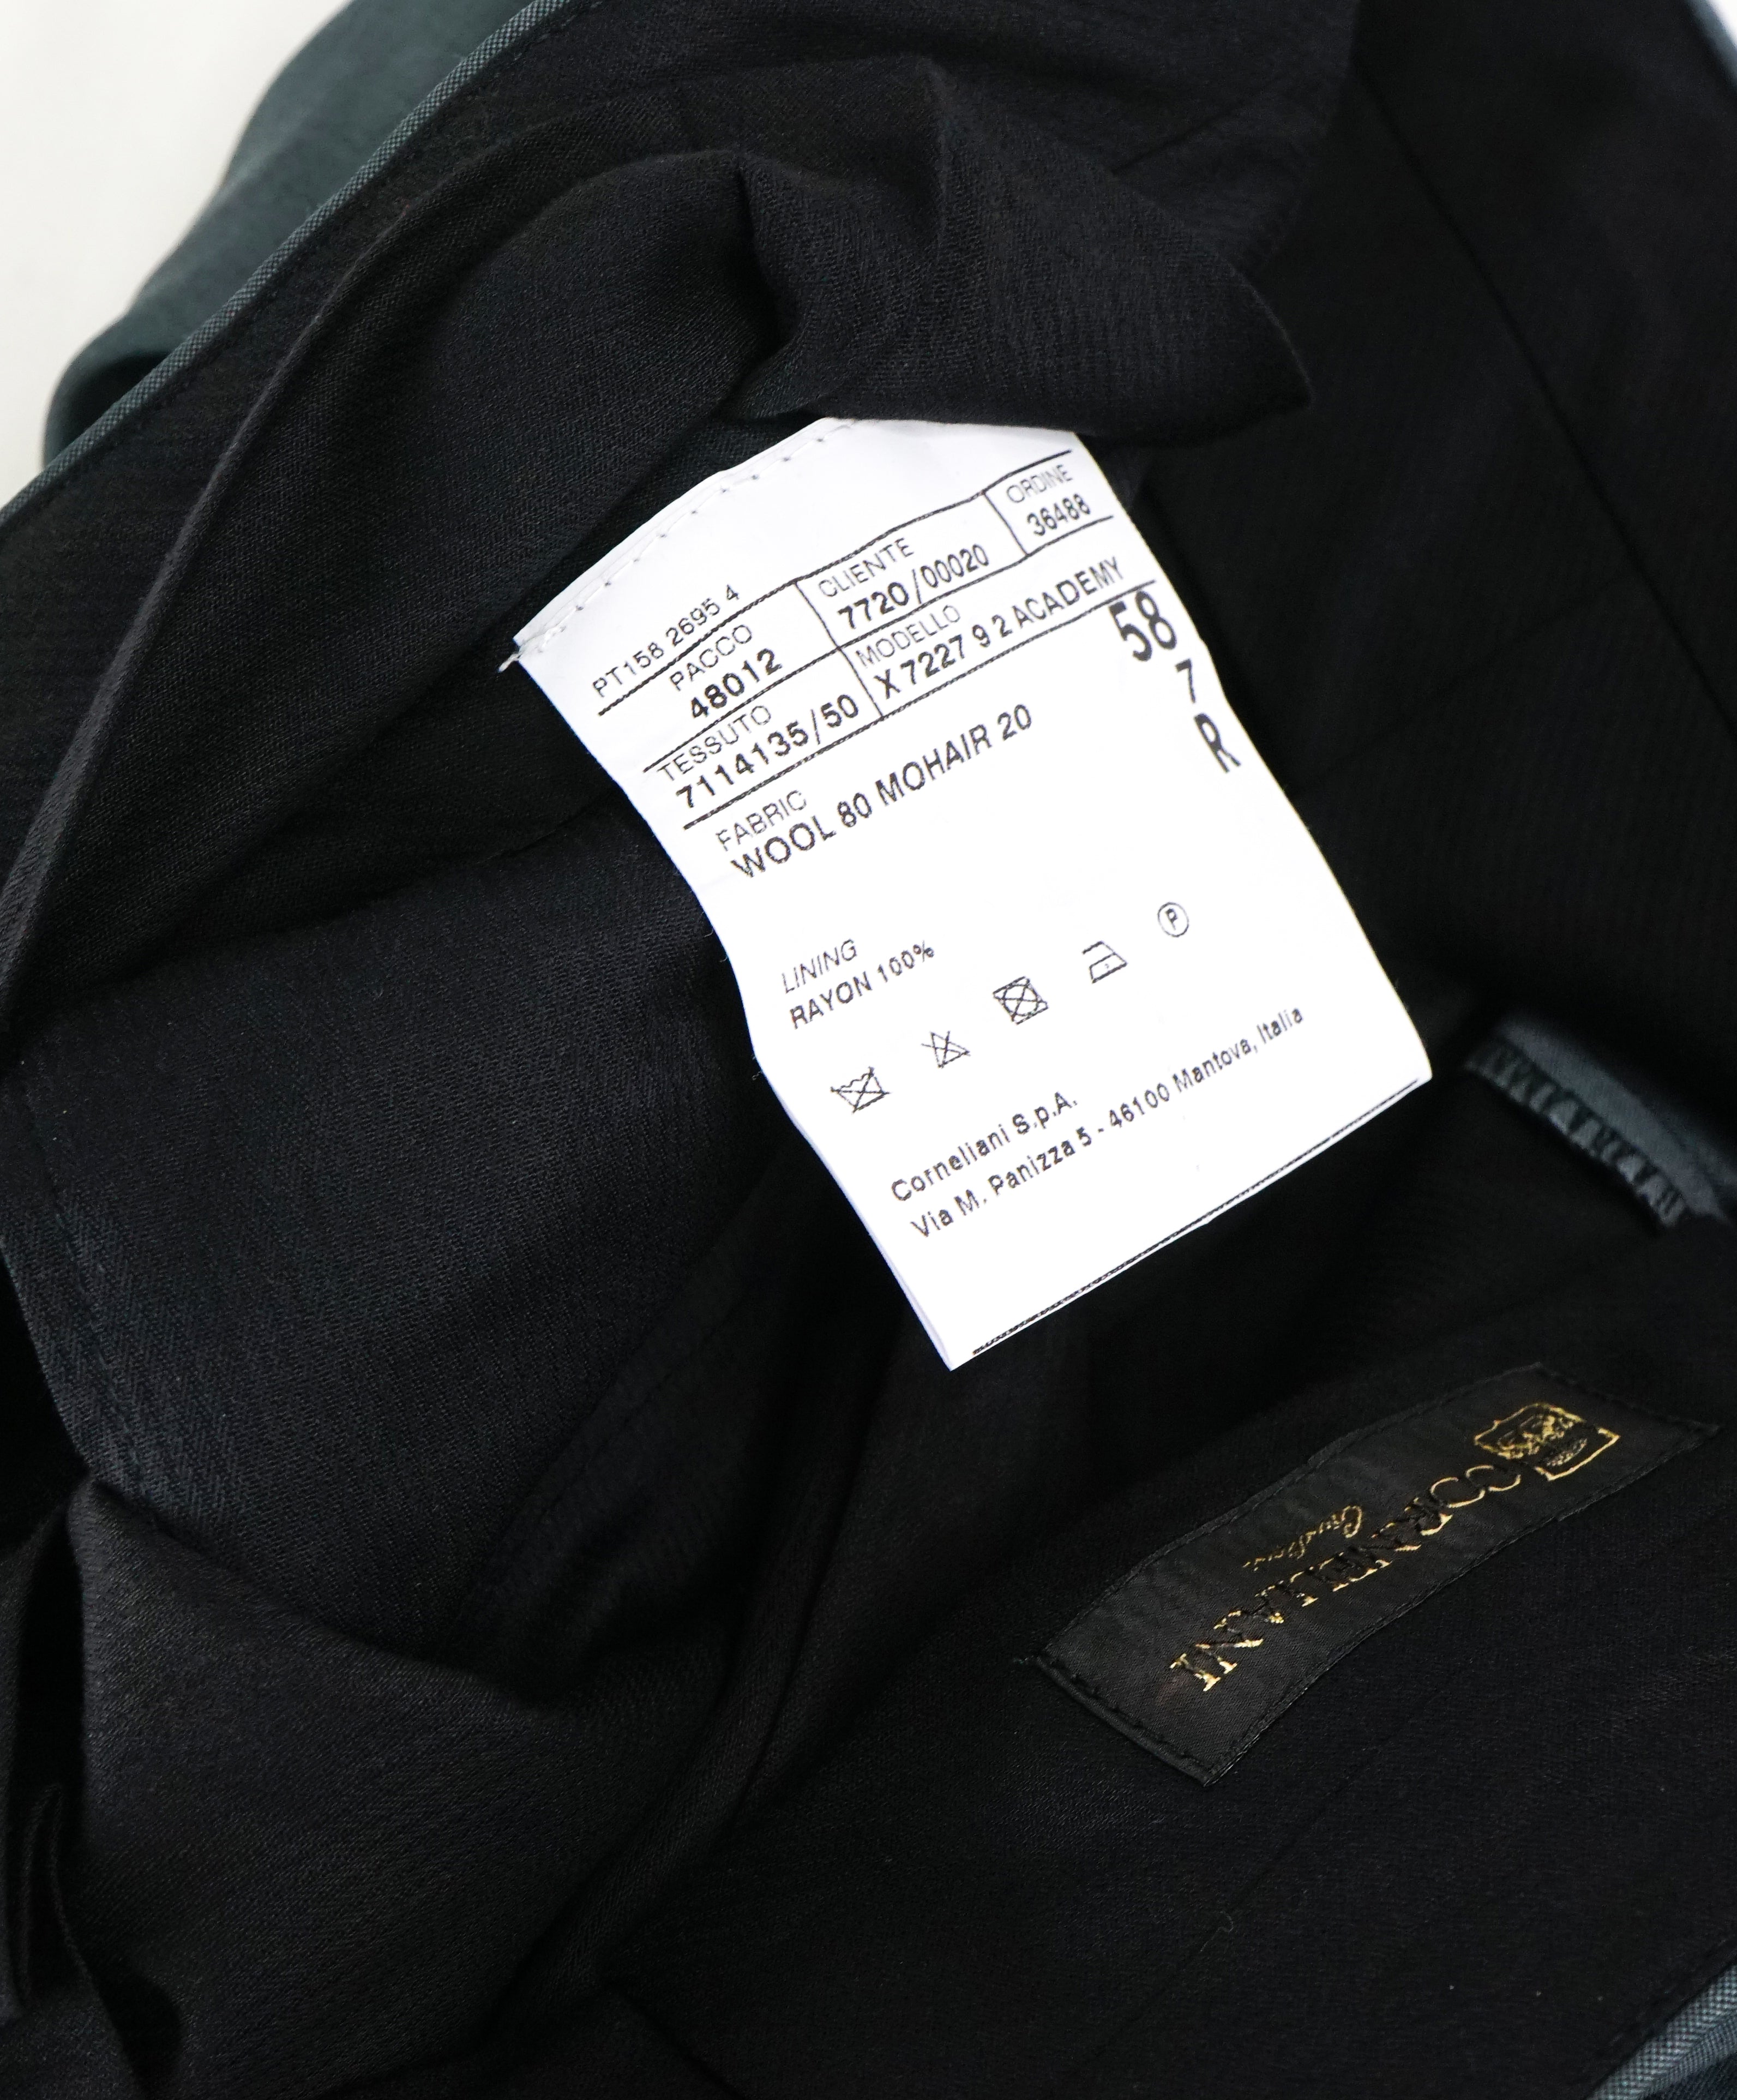 PT158 2695 4
PACCO
48012
CLIENTE
7720/00020
ORDINE
36488
TESSUTO
7114135/50
MODELLO
X 7227 9 2 ACADEMY
58
7
R
FABRIC
WOOL 80 MOHAIR 20
LINING
RAYON 100%
P
Corneliani S.p.A.
Via M. Panizza 5 - 46100 Mantova, Italia
CORNELIANI